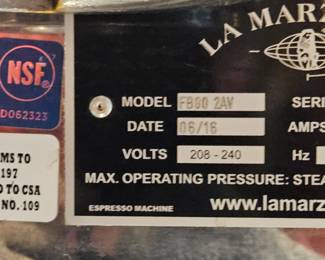 LA MARZ
NSF
D062323
MODEL FB80 2AV SERI
DATE 06/16 AMPS
VOLTS 208-240 Hz
MAX. OPERATING PRESSURE: STEA
ESPRESSO MACHINE www.lamarz
MS TO
197
D TO CSA
NO. 109